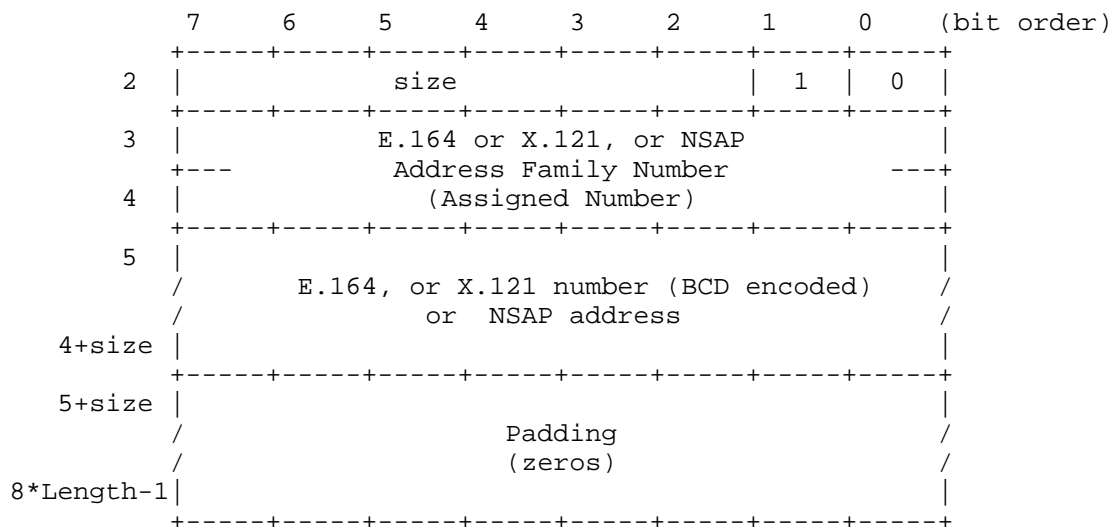 7     6     5     4     3     2     1     0    (bit order)
+-----+-----+-----+-----+-----+-----+-----+-----+
2  |             size                  |  1  |  0  |
+-----+-----+-----+-----+-----+-----+-----+-----+
3  |            E.164 or X.121, or NSAP            |
+---          Address Family Number          ---+
4  |               (Assigned Number)               |
+-----+-----+-----+-----+-----+-----+-----+-----+
5  |                                               |
/       E.164, or X.121 number (BCD encoded)    /
/               or  NSAP address                /
4+size |                                               |
+-----+-----+-----+-----+-----+-----+-----+-----+
5+size |                                               |
/                    Padding                    /
/                    (zeros)                    /
8*Length-1|                                               |
+-----+-----+-----+-----+-----+-----+-----+-----+